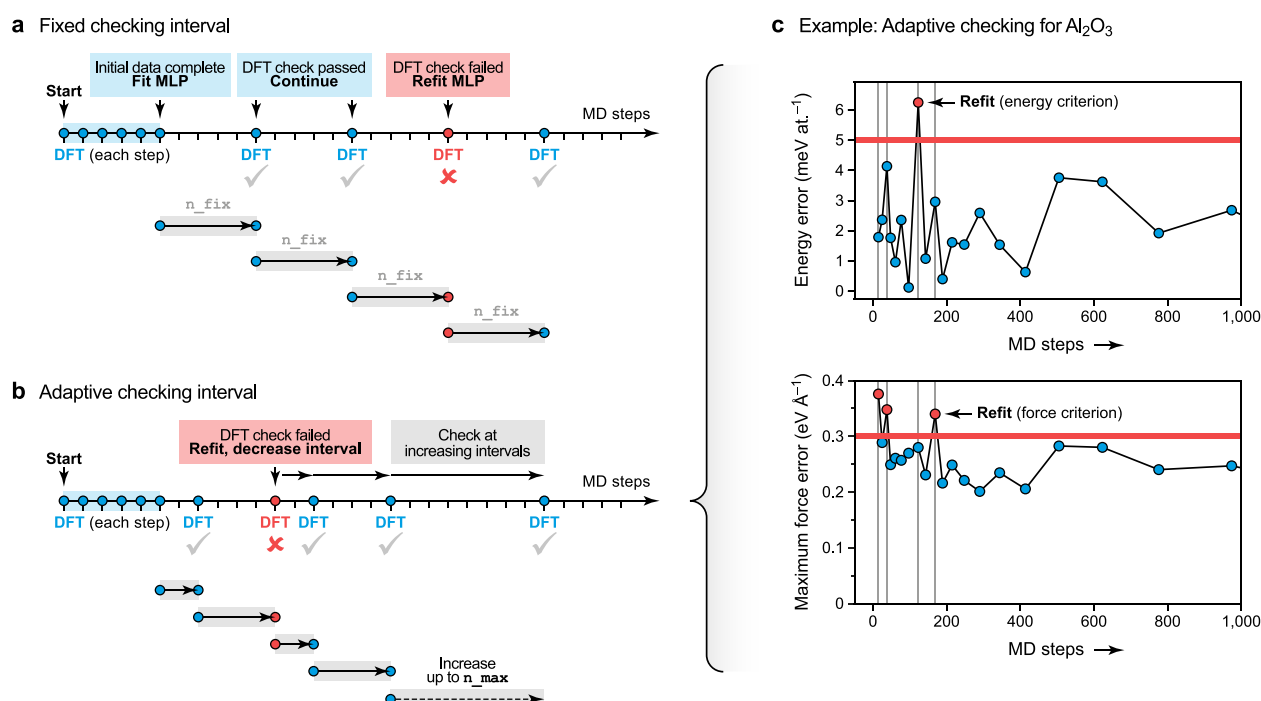 a Fixed checking interval
Initial data complete
Fit MLP
DFT check passed
Continue
DFT check failed
Refit MLP
Start
MD steps
DFT (each step)
DFT
DFT
DFT
DFT
n_fix
n_fix
n_fix
n_fix
b Adaptive checking interval
DFT check failed
Refit, decrease interval
Check at
increasing intervals
Start
MD steps
DFT (each step)
DFT
DFT
DFT
DFT
DFT
Increase
up to n_max
c Example: Adaptive checking for Al₂O₃
Energy error (meV at.⁻¹)
6
5
4
3
2
1
0
Refit (energy criterion)
0 200 400 600 800 1,000
MD steps
Maximum force error (eV Å⁻¹)
0.4
0.3
0.2
0.1
0
Refit (force criterion)
0 200 400 600 800 1,000
MD steps